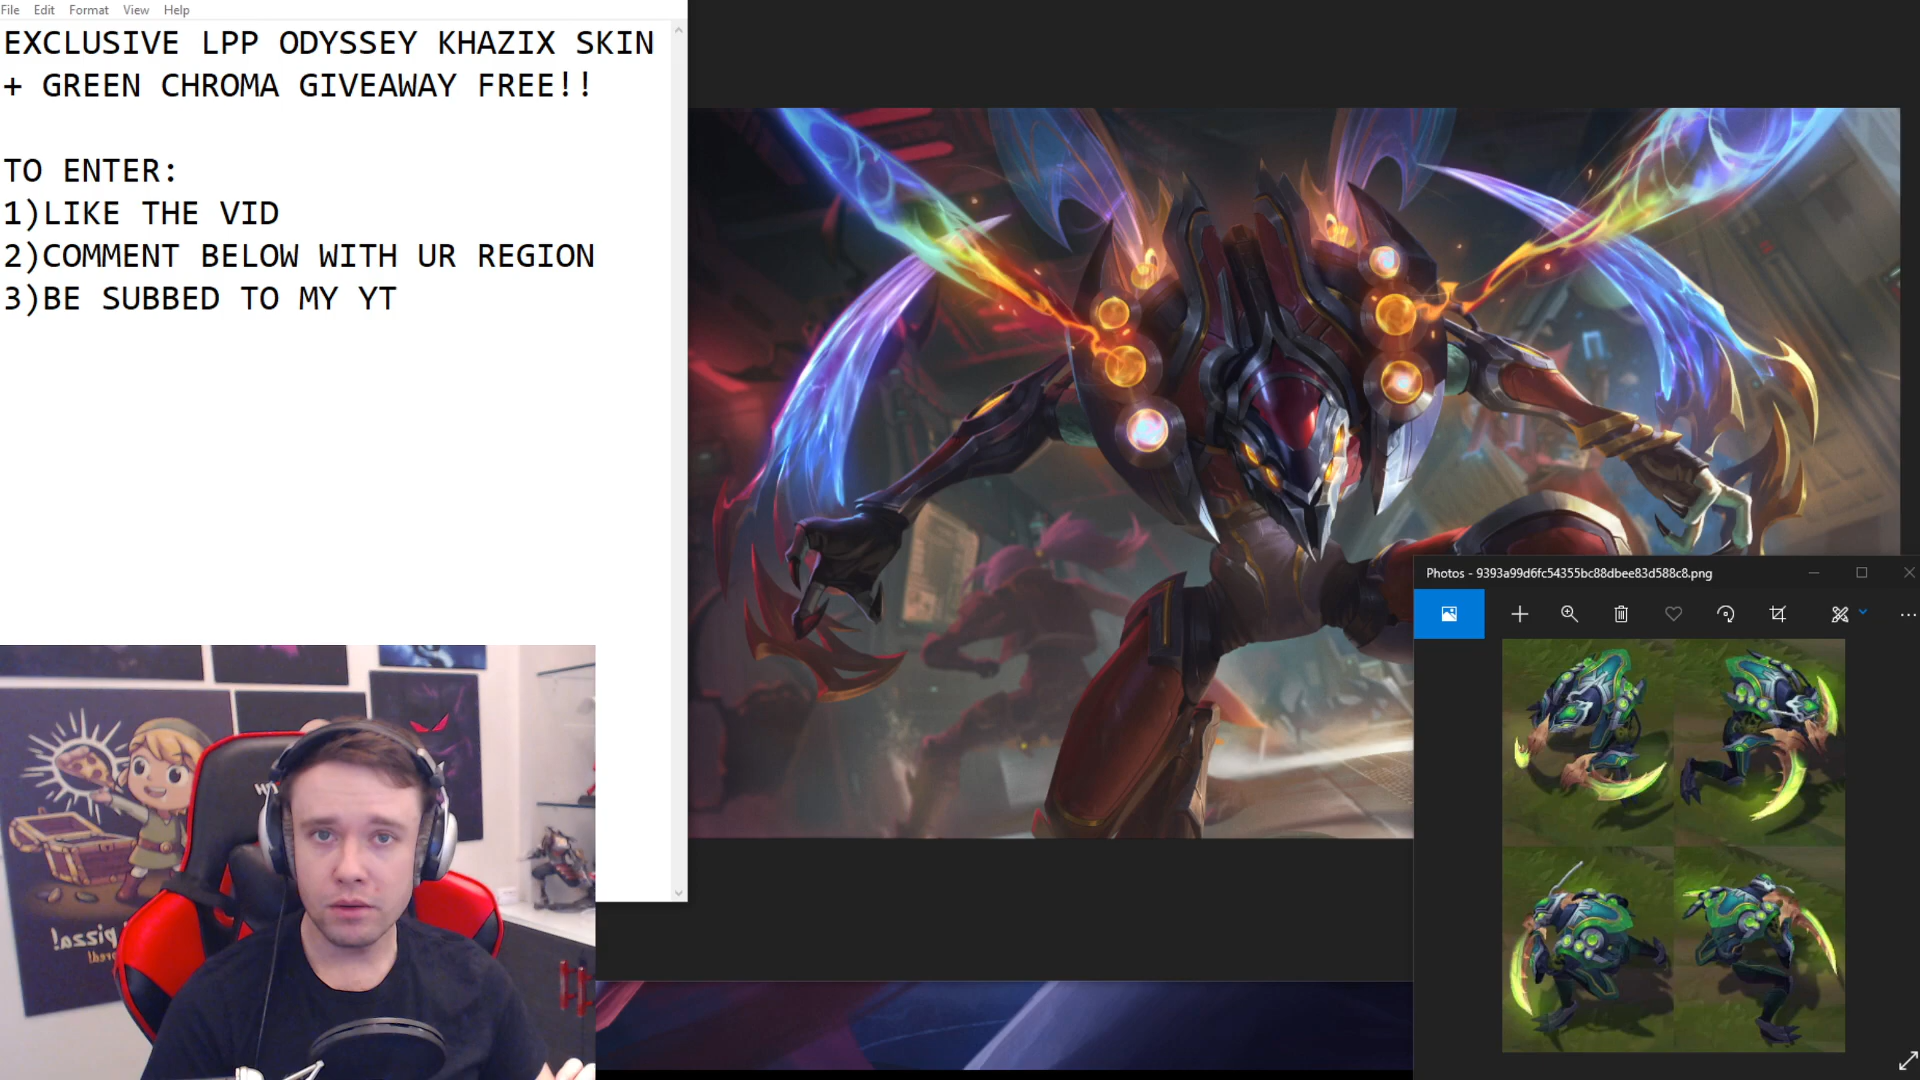 File Edit Format View Help
EXCLUSIVE LPP ODYSSEY KHAZIX SKIN
+ GREEN CHROMA GIVEAWAY FREE!!
TO ENTER:
1)LIKE THE VID
2)COMMENT BELOW WITH UR REGION
3)BE SUBBED TO MY YT
Photos - 9393a99d6fc54355bc88dbee83d588c8.png